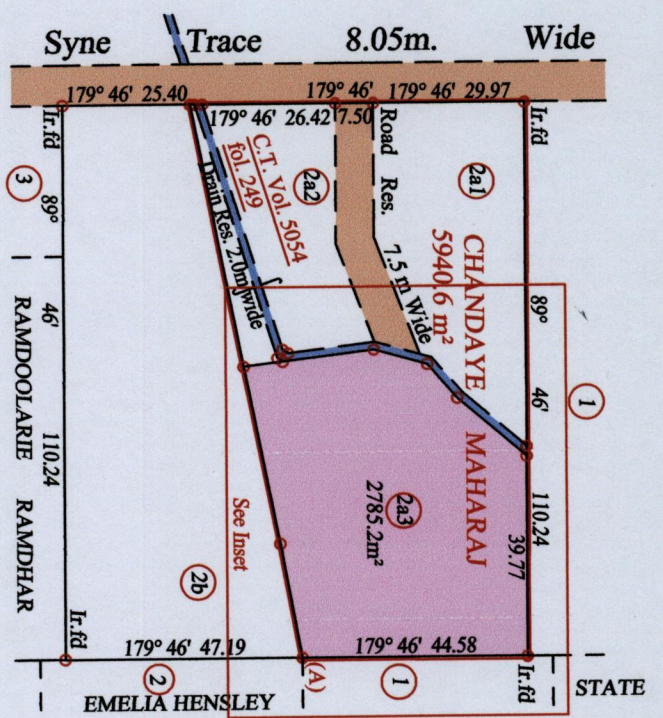 Syne Trace 8.05m. Wide
179° 46' 25.40
179° 46'
179° 46' 29.97
179° 46' 26.42
7.50
Ir.fd
Ir.fd
Road Res. 7.5 m Wide
2a1
2a2
C.T. Vol. 5054
fol. 249
Drain Res. 2.0m wide
CHANDAYE MAHARAJ
5940.6 m²
89° 46' 110.24
39.77
1
3
89° 46' 110.24
RAMDOOLARIE RAMDHAR
2a3
2785.2m²
See Inset
2b
Ir.fd
179° 46' 47.19
(A)
179° 46' 44.58
Ir.fd
2
1
EMELIA HENSLEY
STATE